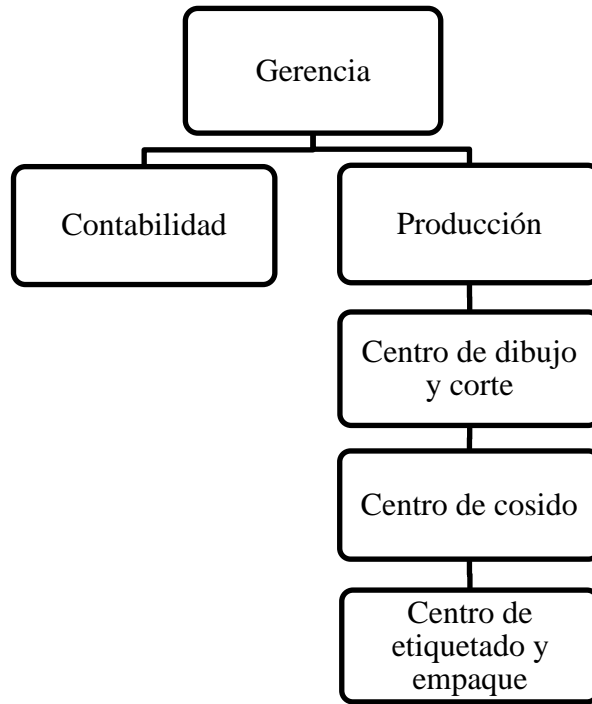 Gerencia
Contabilidad
Producción
Centro de dibujo
y corte
Centro de cosido
Centro de
etiquetado y
empaque